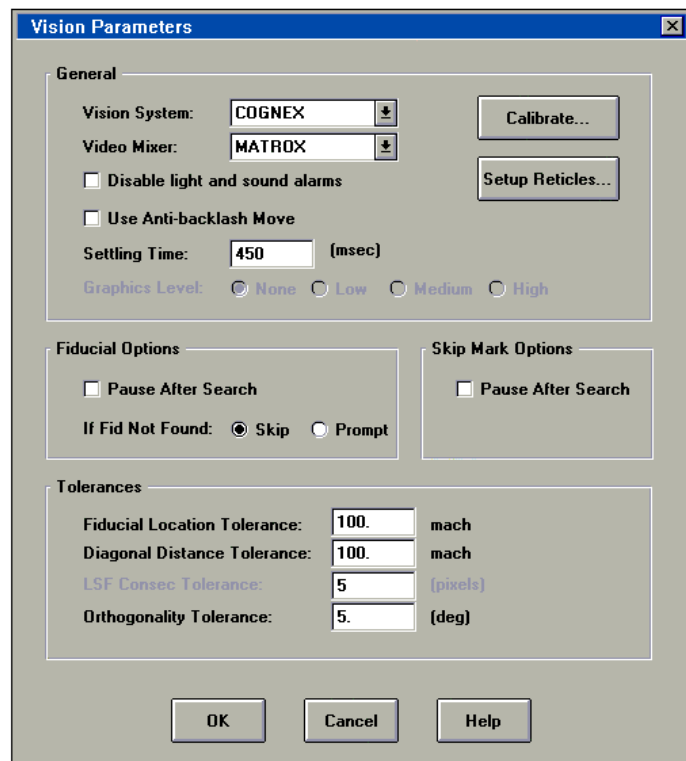 Vision Parameters
General
Vision System: COGNEX
Calibrate...
Video Mixer: MATROX
Disable light and sound alarms
Setup Reticles...
Use Anti-backlash Move
Settling Time: 450 (msec)
Graphics Level: None Low Medium High
Fiducial Options
Pause After Search
If Fid Not Found: Skip Prompt
Skip Mark Options
Pause After Search
Tolerances
Fiducial Location Tolerance: 100. mach
Diagonal Distance Tolerance: 100. mach
LSF Consec Tolerance: 5 (pixels)
Orthogonality Tolerance: 5. (deg)
OK Cancel Help